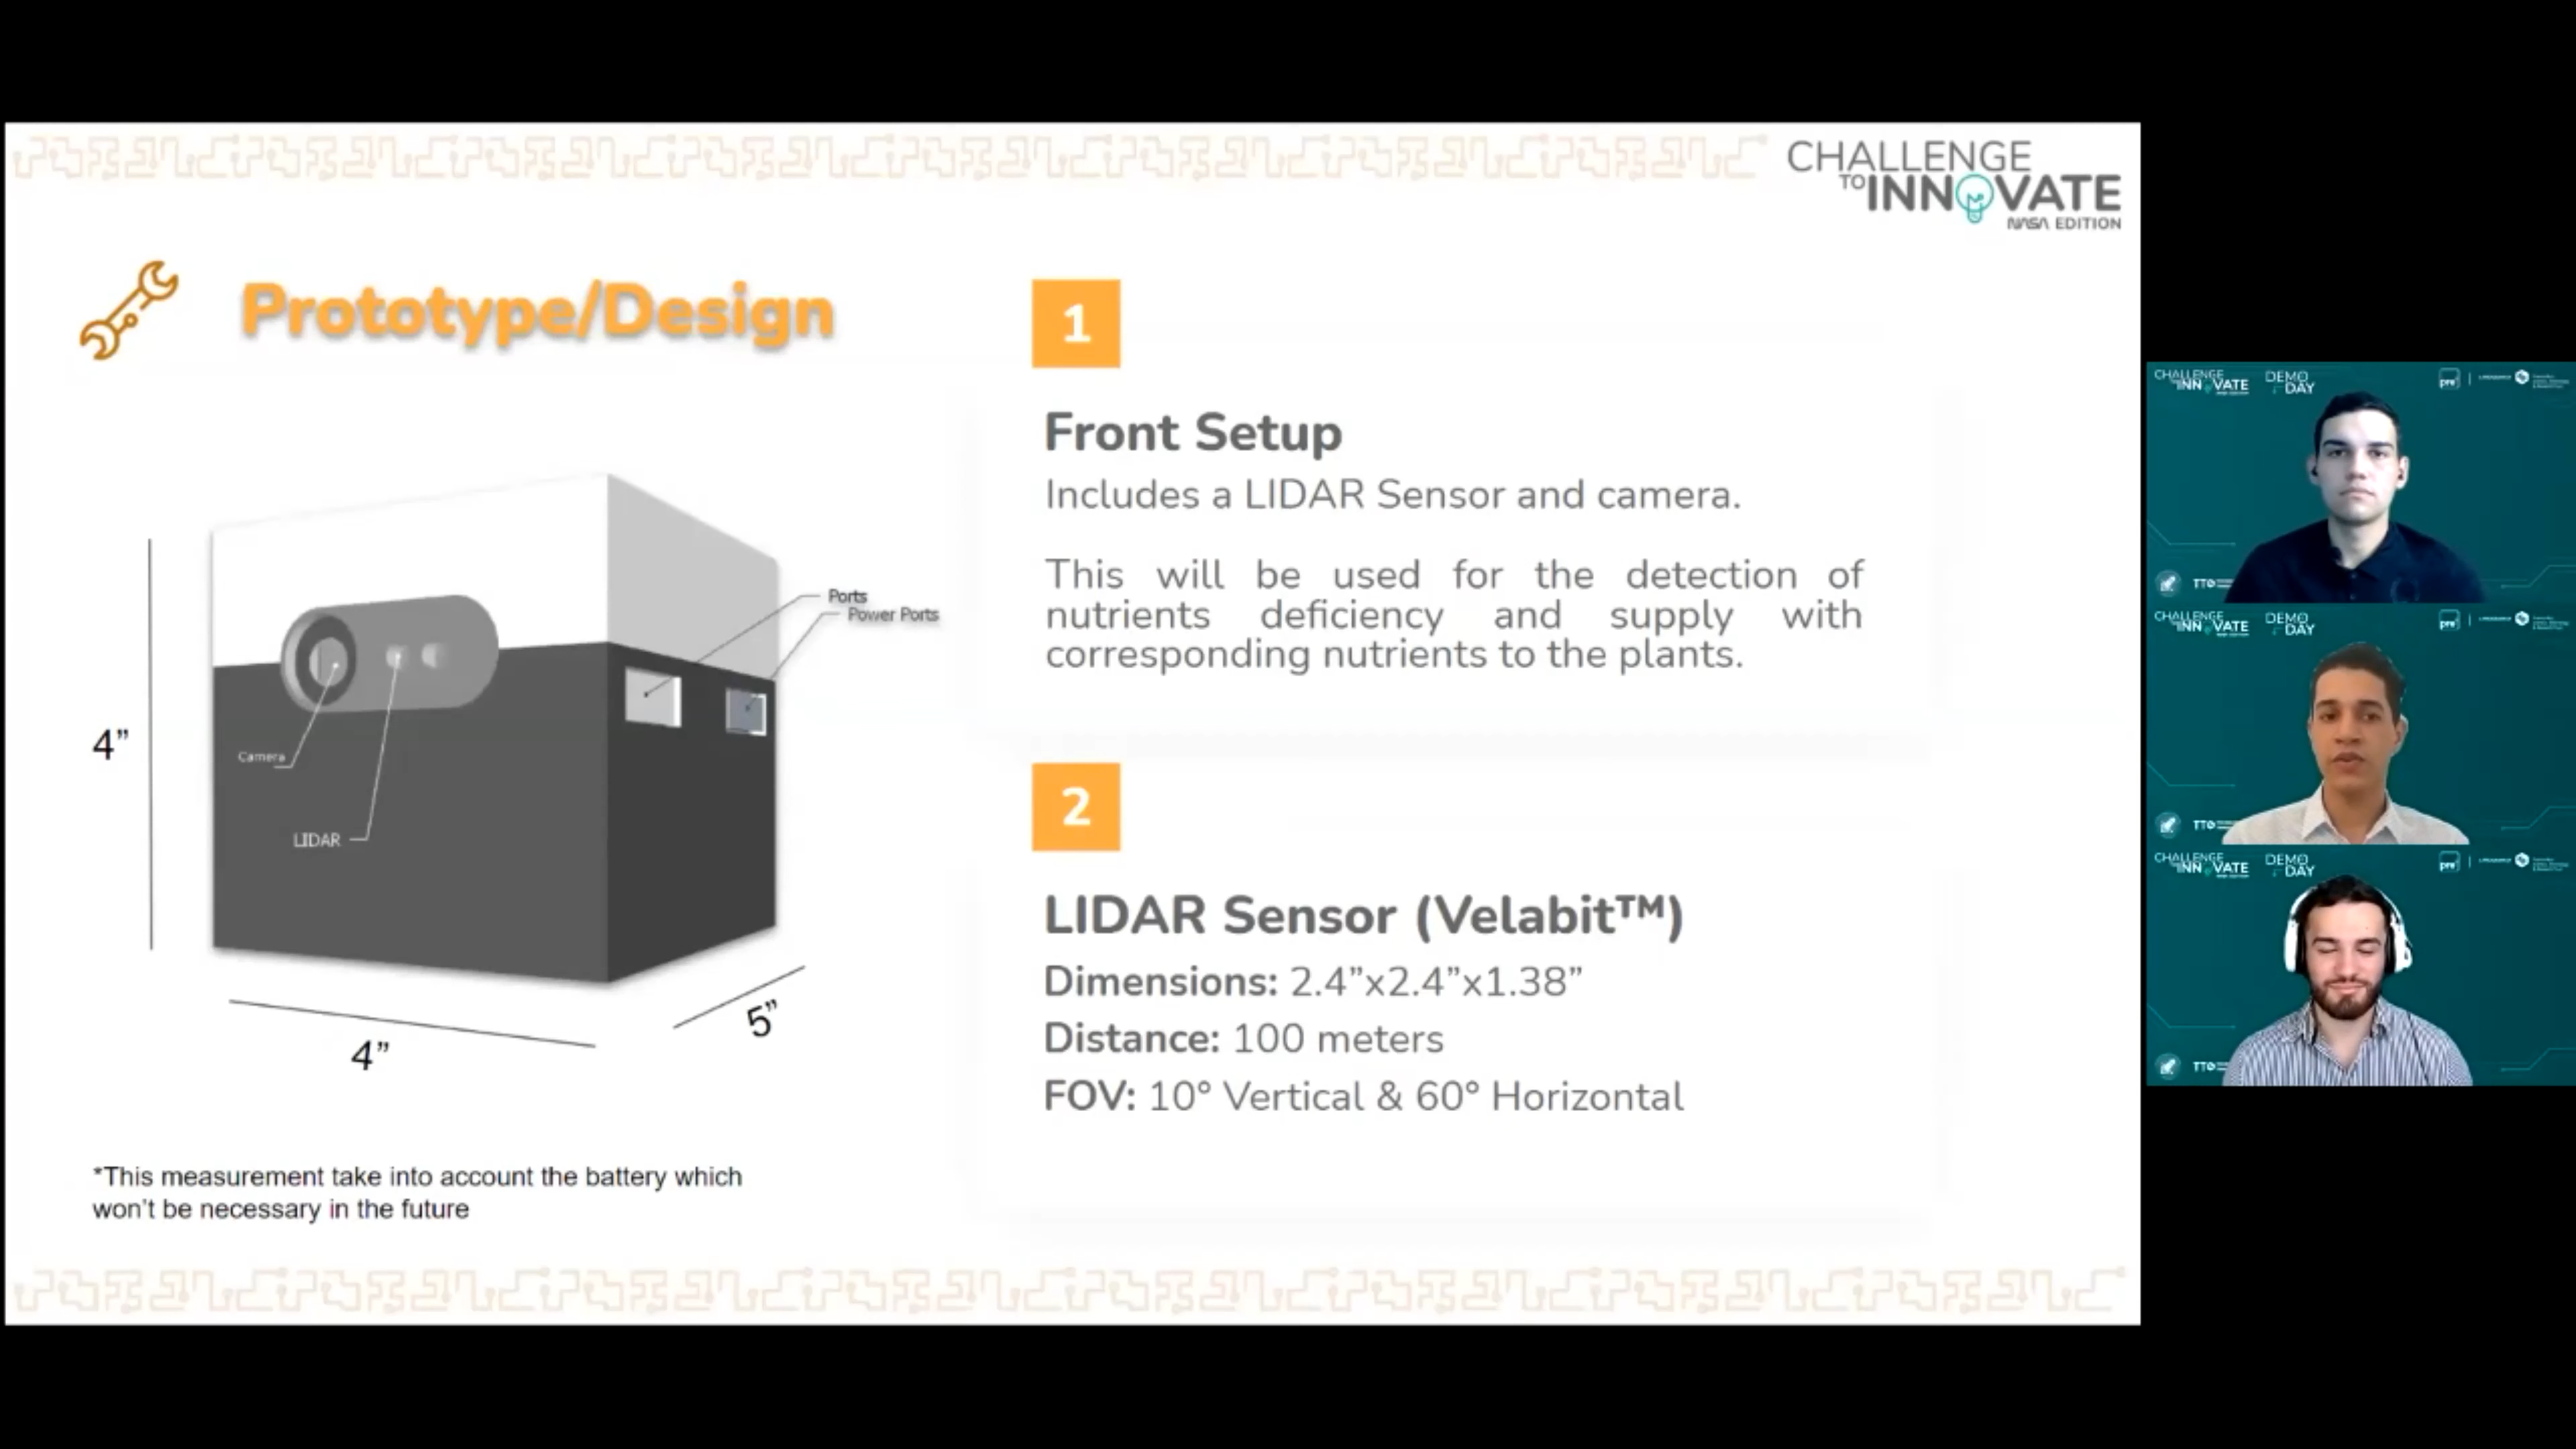 CHALLENGE
TO INNOVATE
NASA EDITION
Prototype/Design
1
Front Setup
Includes a LIDAR Sensor and camera.
This will be used for the detection of
nutrients deficiency and supply with
corresponding nutrients to the plants.
Ports
Power Ports
Camera
LIDAR
4”
4”
5”
2
LIDAR Sensor (Velabit™)
Dimensions: 2.4”x2.4”x1.38”
Distance: 100 meters
FOV: 10° Vertical & 60° Horizontal
*This measurement take into account the battery which
won’t be necessary in the future
CHALLENGE
INNOVATE
DEMO
DAY
TTO
CHALLENGE
INNOVATE
DEMO
DAY
TTO
CHALLENGE
INNOVATE
DEMO
DAY
TTO